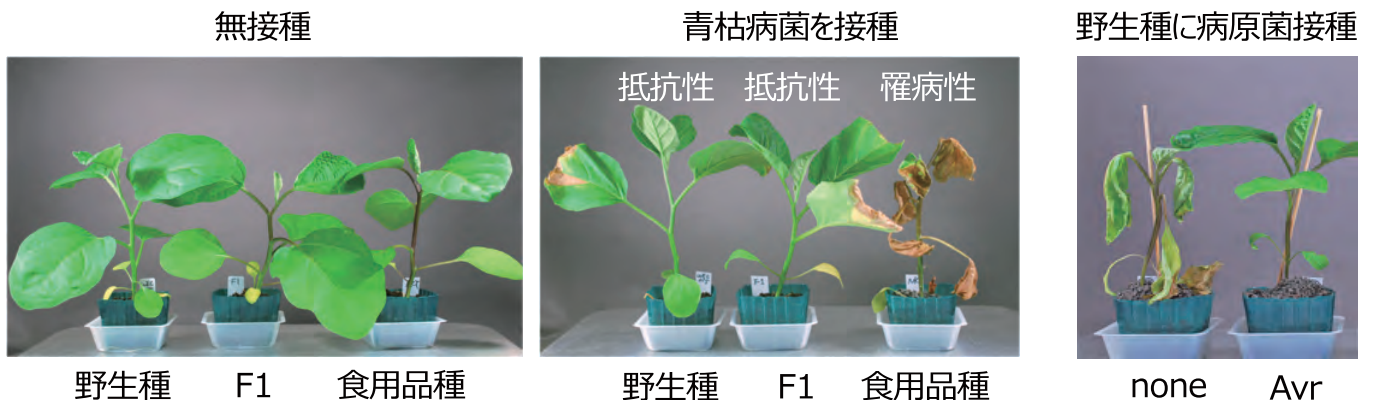 無接種
青枯病菌を接種
野生種に病原菌接種
抵抗性 抵抗性 罹病性
F1
F1
野生種 F1 食用品種
野生種 F1 食用品種
none Avr